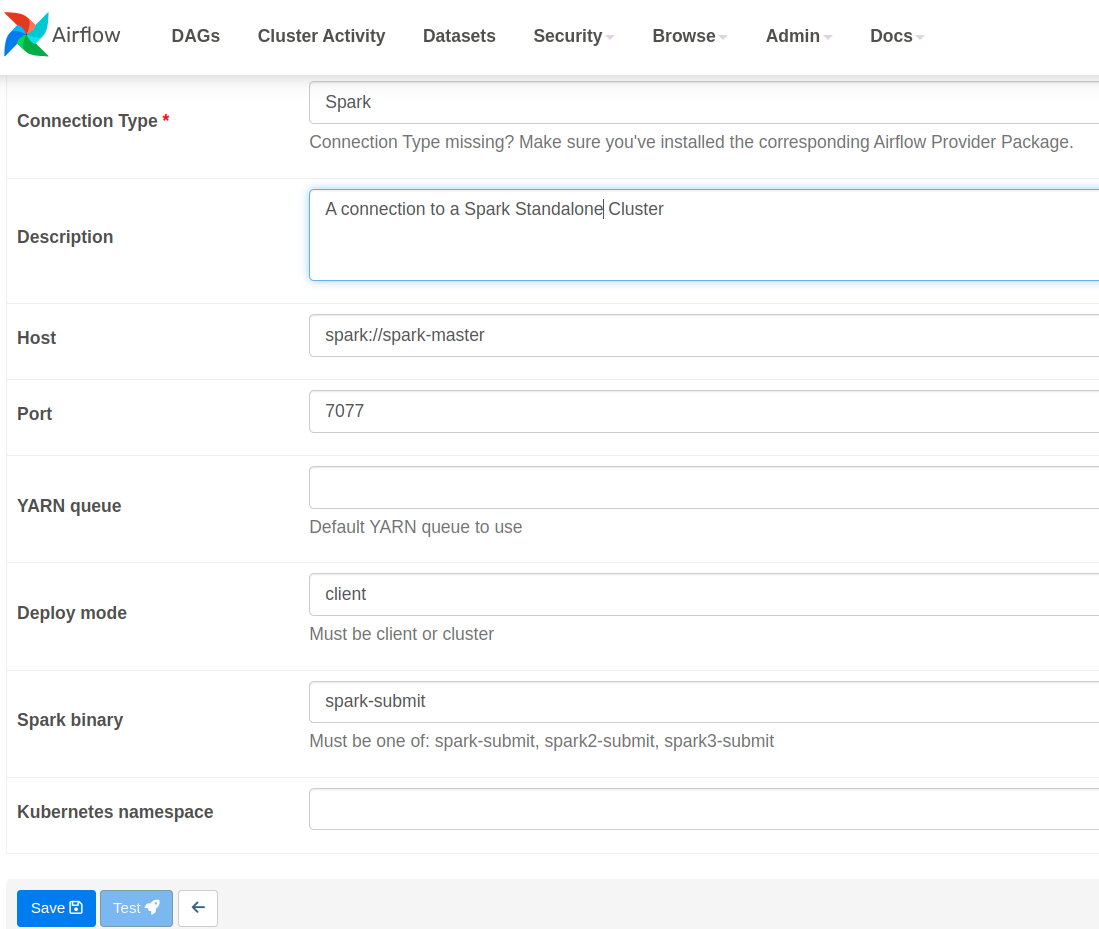 Airflow DAGs Cluster Activity Datasets Security Browse Admin Docs
Connection Type * Spark
Connection Type missing? Make sure you've installed the corresponding Airflow Provider Package.
Description A connection to a Spark Standalone Cluster
Host spark://spark-master
Port 7077
YARN queue
Default YARN queue to use
Deploy mode client
Must be client or cluster
Spark binary spark-submit
Must be one of: spark-submit, spark2-submit, spark3-submit
Kubernetes namespace
Save Test